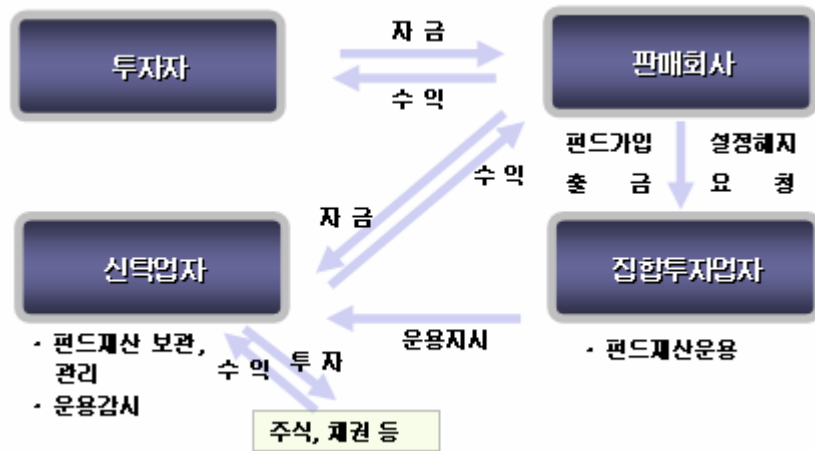 자 금
투자자
판매회사
수 익
펀드가입 설정해지
출 금 요 청
수 익
자 금
신탁업자
집합투자업자
운용지시
· 펀드재산 보관,
관리
· 운용감시
수 익
투 자
· 펀드재산운용
주식, 채권 등